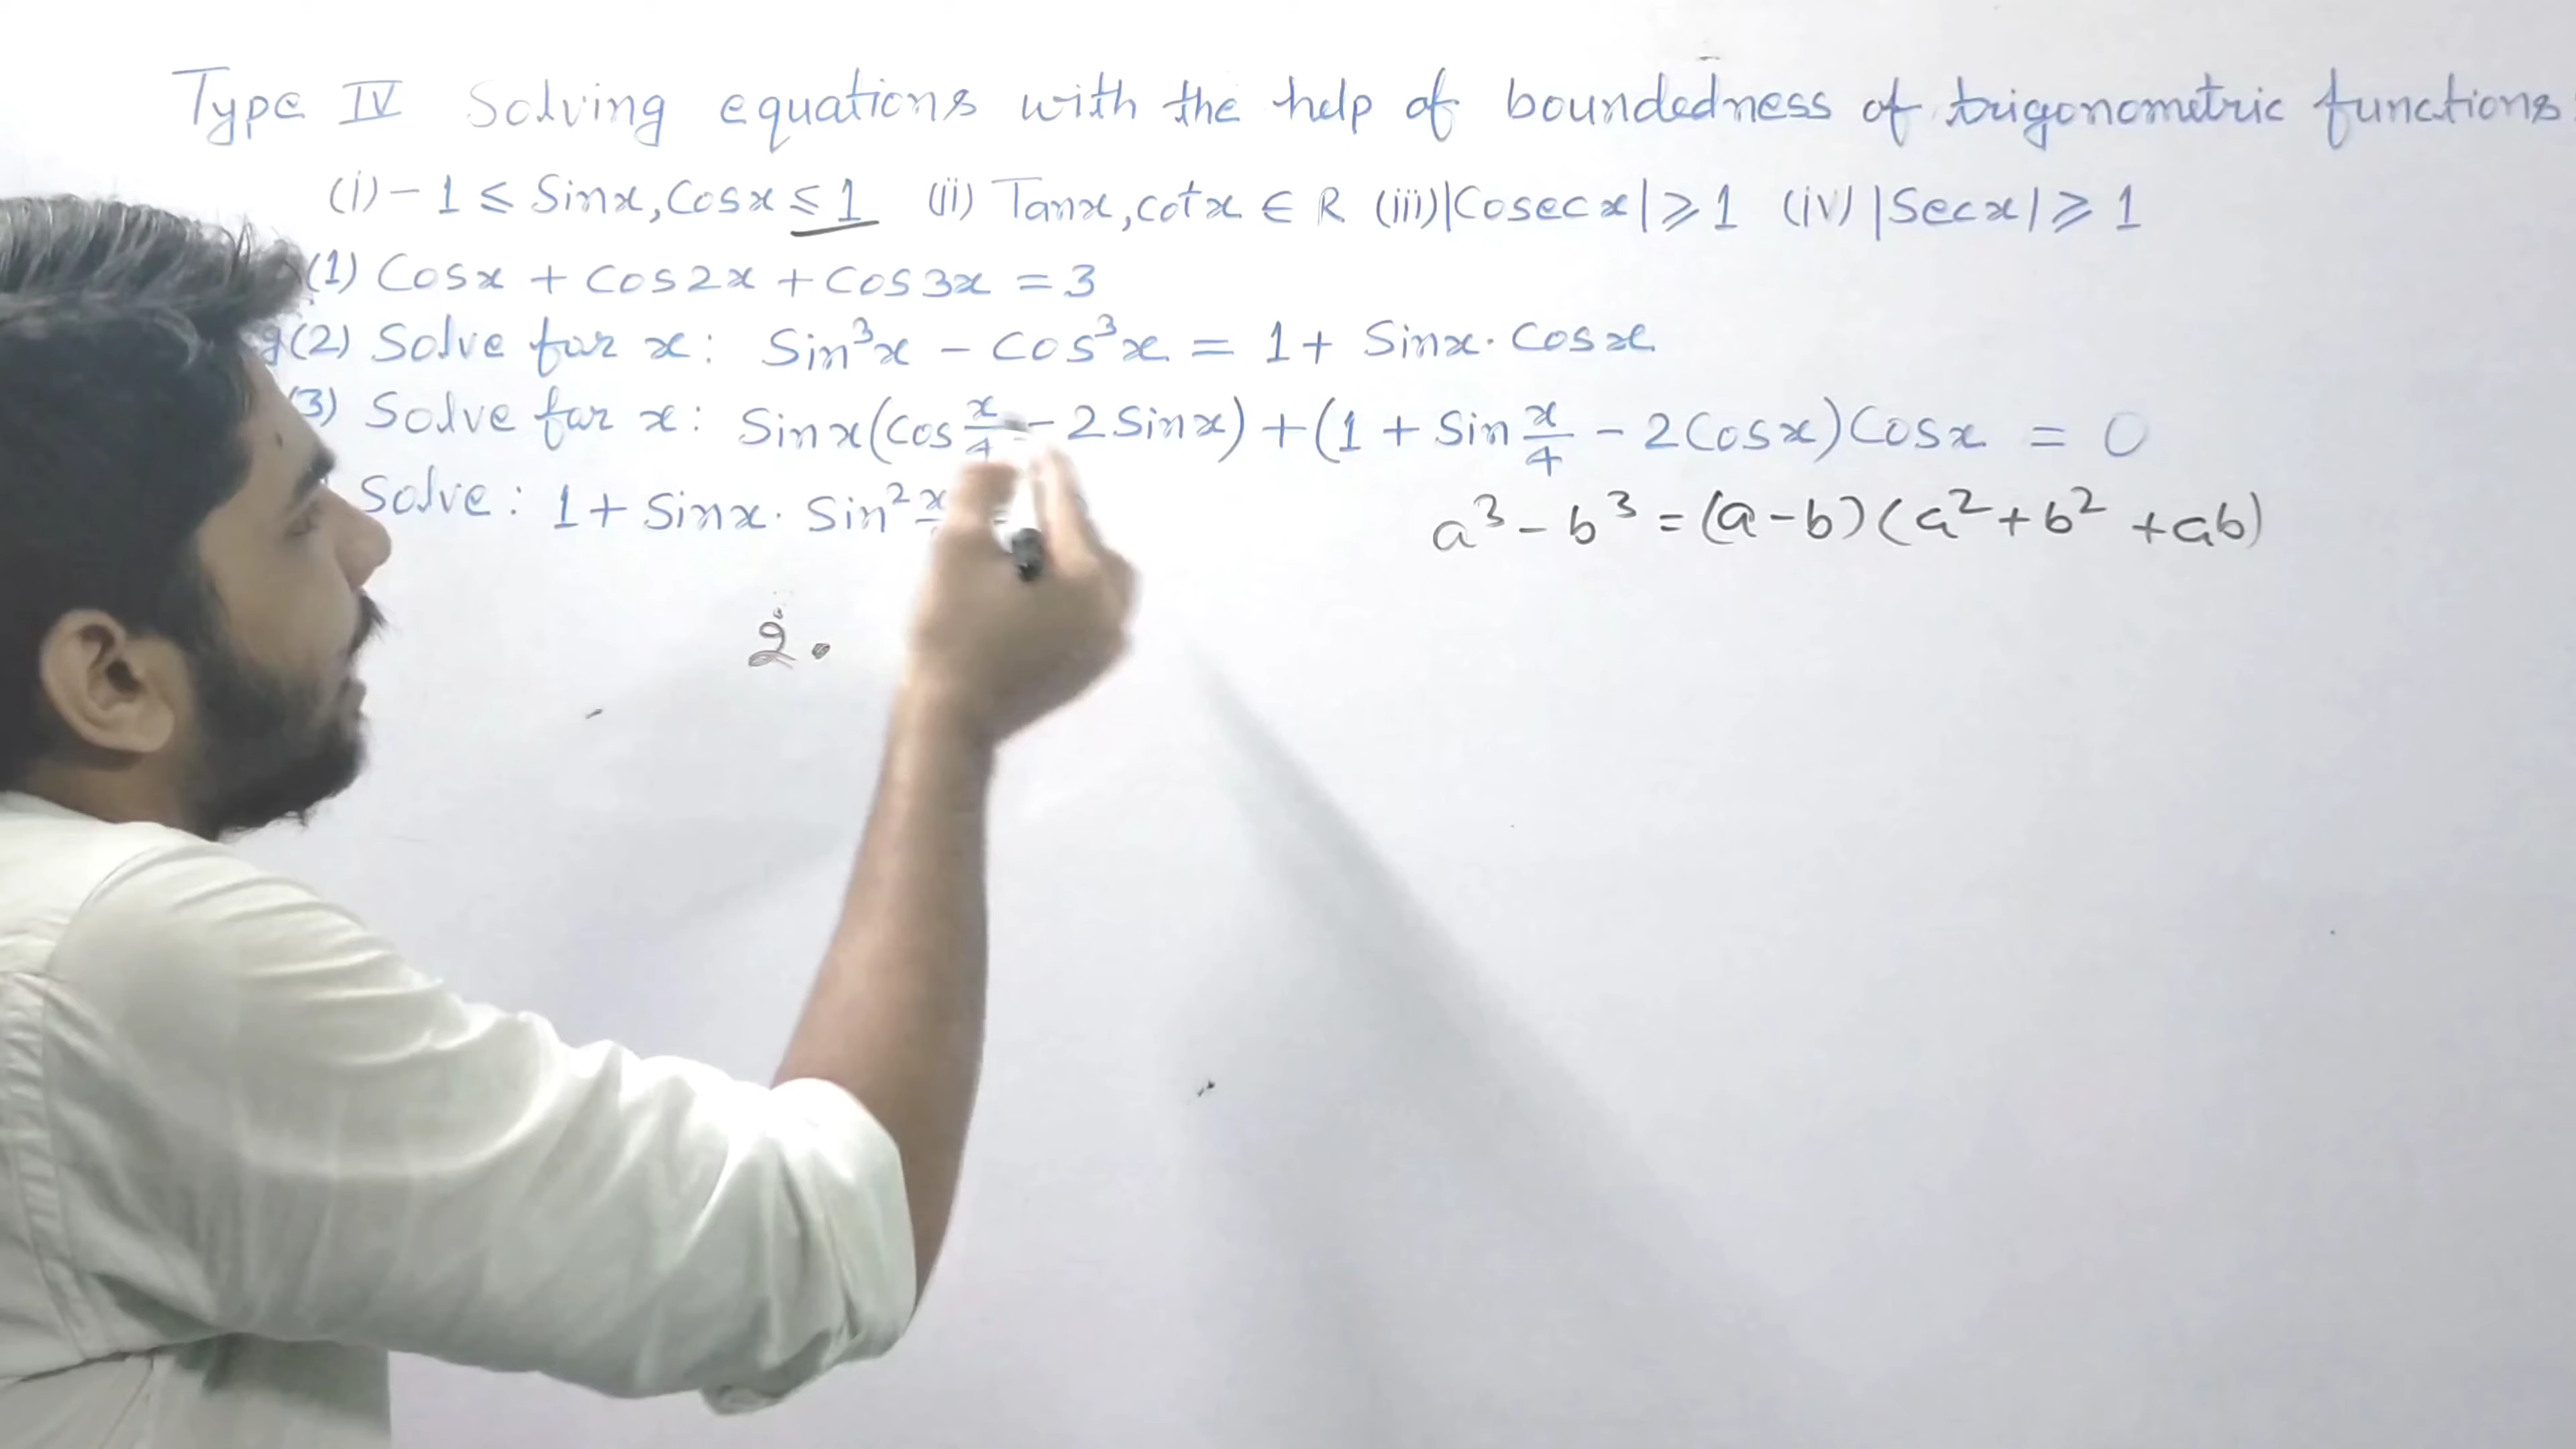 Type IV Solving equations with the help of boundedness of trigonometric functions
(i) -1 ≤ Sinx, Cosx ≤ 1 (ii) Tanx, cotx ∈ R (iii) |Cosecx| ≥ 1 (iv) |Secx| ≥ 1
(1) Cosx + Cos2x + Cos3x = 3
g(2) Solve for x: Sin³x - Cos³x = 1 + Sinx · Cosx
(3) Solve for x: Sinx(Cos x/4 - 2Sinx) + (1 + Sin x/4 - 2Cosx)Cosx = 0
Solve: 1 + Sinx · Sin² x
a³ - b³ = (a - b)(a² + b² + ab)
2.